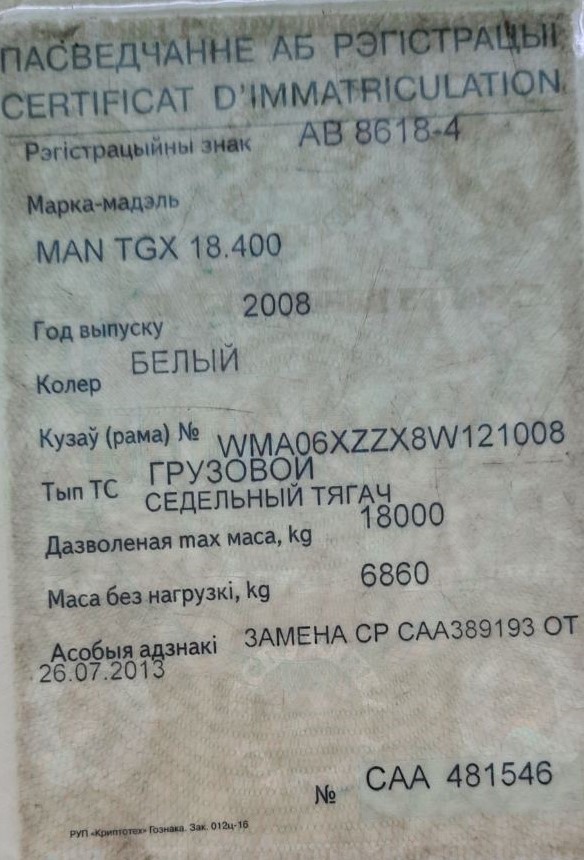 ПАСВЕДЧАННЕ АБ РЭГІСТРАЦЫІ
CERTIFICAT D'IMMATRICULATION
Рэгістрацыйны знак AB 8618-4
Марка-мадэль
MAN TGX 18.400
2008
Год выпуску
БЕЛЫЙ
Колер
Кузаў (рама) № WMA06XZZX8W121008
ГРУЗОВОЙ
Тып ТС
СЕДЕЛЬНЫЙ ТЯГАЧ
18000
Дазволеная max маса, kg
6860
Маса без нагрузкі, kg
Асобыя адзнакі ЗАМЕНА СР САА389193 ОТ
26.07.2013
№ САА 481546
РУП «Криптотех» Гознака. Зак. 012ц-16